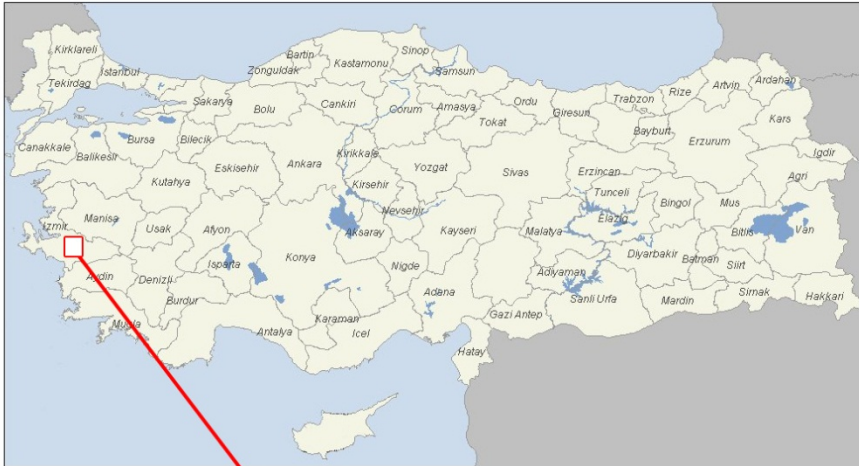 Kirklareli
Tekirdag
Istanbul
Bartin
Zonguldak
Kastamonu
Sinop
Samsun
Sakarya
Bolu
Cankiri
Corum
Amasya
Ordu
Giresun
Trabzon
Rize
Artvin
Ardahan
Kars
Tokat
Bayburt
Erzurum
Igdir
Canakkale
Balikesir
Bursa
Bilecik
Eskisehir
Ankara
Kirikkale
Yozgat
Sivas
Erzincan
Agri
Kutahya
Kirsehir
Tunceli
Bingol
Mus
Manisa
Izmir
Usak
Afyon
Nevsehir
Aksaray
Kayseri
Malatya
Elazig
Bitlis
Van
Konya
Isparta
Nigde
Diyarbakir
Batman
Siirt
Aydin
Denizli
Burdur
Adana
Adiyaman
Sanli Urfa
Mardin
Sirnak
Hakkari
Mugla
Antalya
Karaman
Icel
Gazi Antep
Hatay